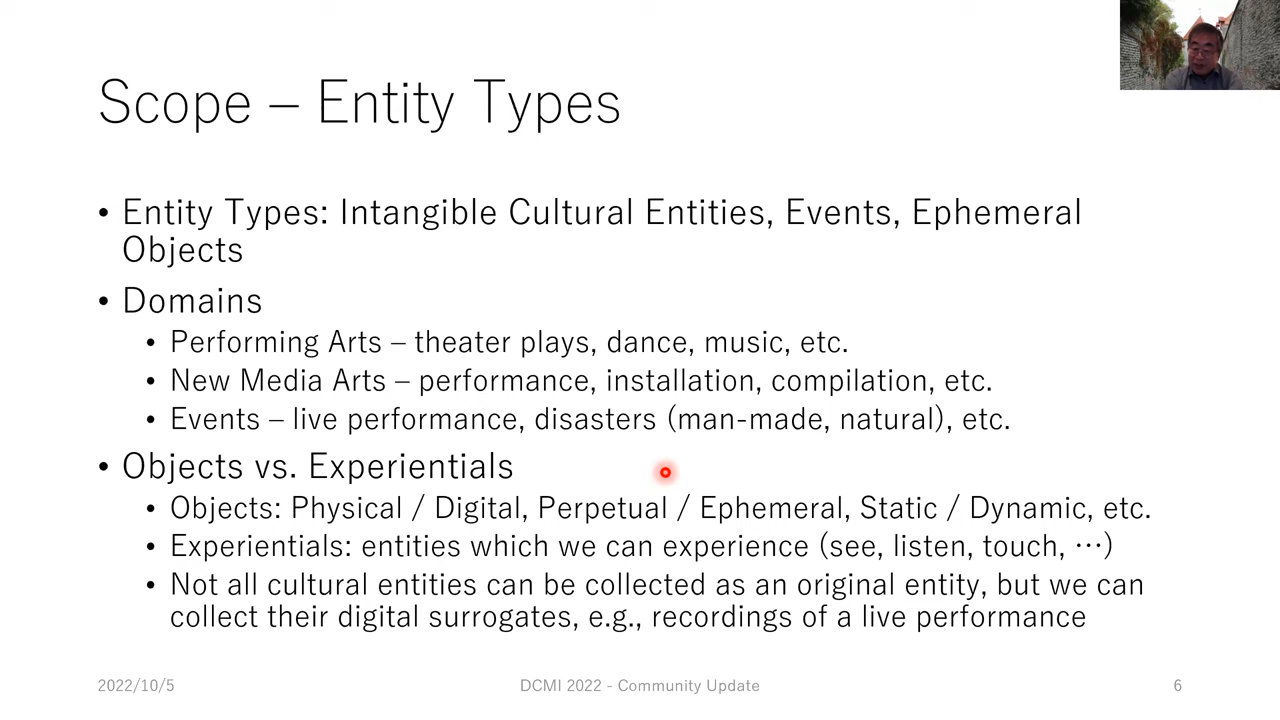 Scope – Entity Types
• Entity Types: Intangible Cultural Entities, Events, Ephemeral
Objects
• Domains
• Performing Arts – theater plays, dance, music, etc.
• New Media Arts – performance, installation, compilation, etc.
• Events – live performance, disasters (man-made, natural), etc.
• Objects vs. Experientials
• Objects: Physical / Digital, Perpetual / Ephemeral, Static / Dynamic, etc.
• Experientials: entities which we can experience (see, listen, touch, …)
• Not all cultural entities can be collected as an original entity, but we can
collect their digital surrogates, e.g., recordings of a live performance
2022/10/5
DCMI 2022 - Community Update
6